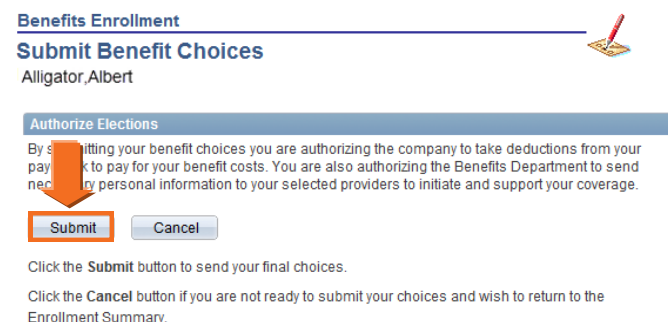 Benefits Enrollment
Submit Benefit Choices
Alligator,Albert
Authorize Elections
By itting your benefit choices you are authorizing the company to take deductions from your
pay k to pay for your benefit costs. You are also authorizing the Benefits Department to send
nec ry personal information to your selected providers to initiate and support your coverage.
Submit Cancel
Click the Submit button to send your final choices.
Click the Cancel button if you are not ready to submit your choices and wish to return to the
Enrollment Summary.